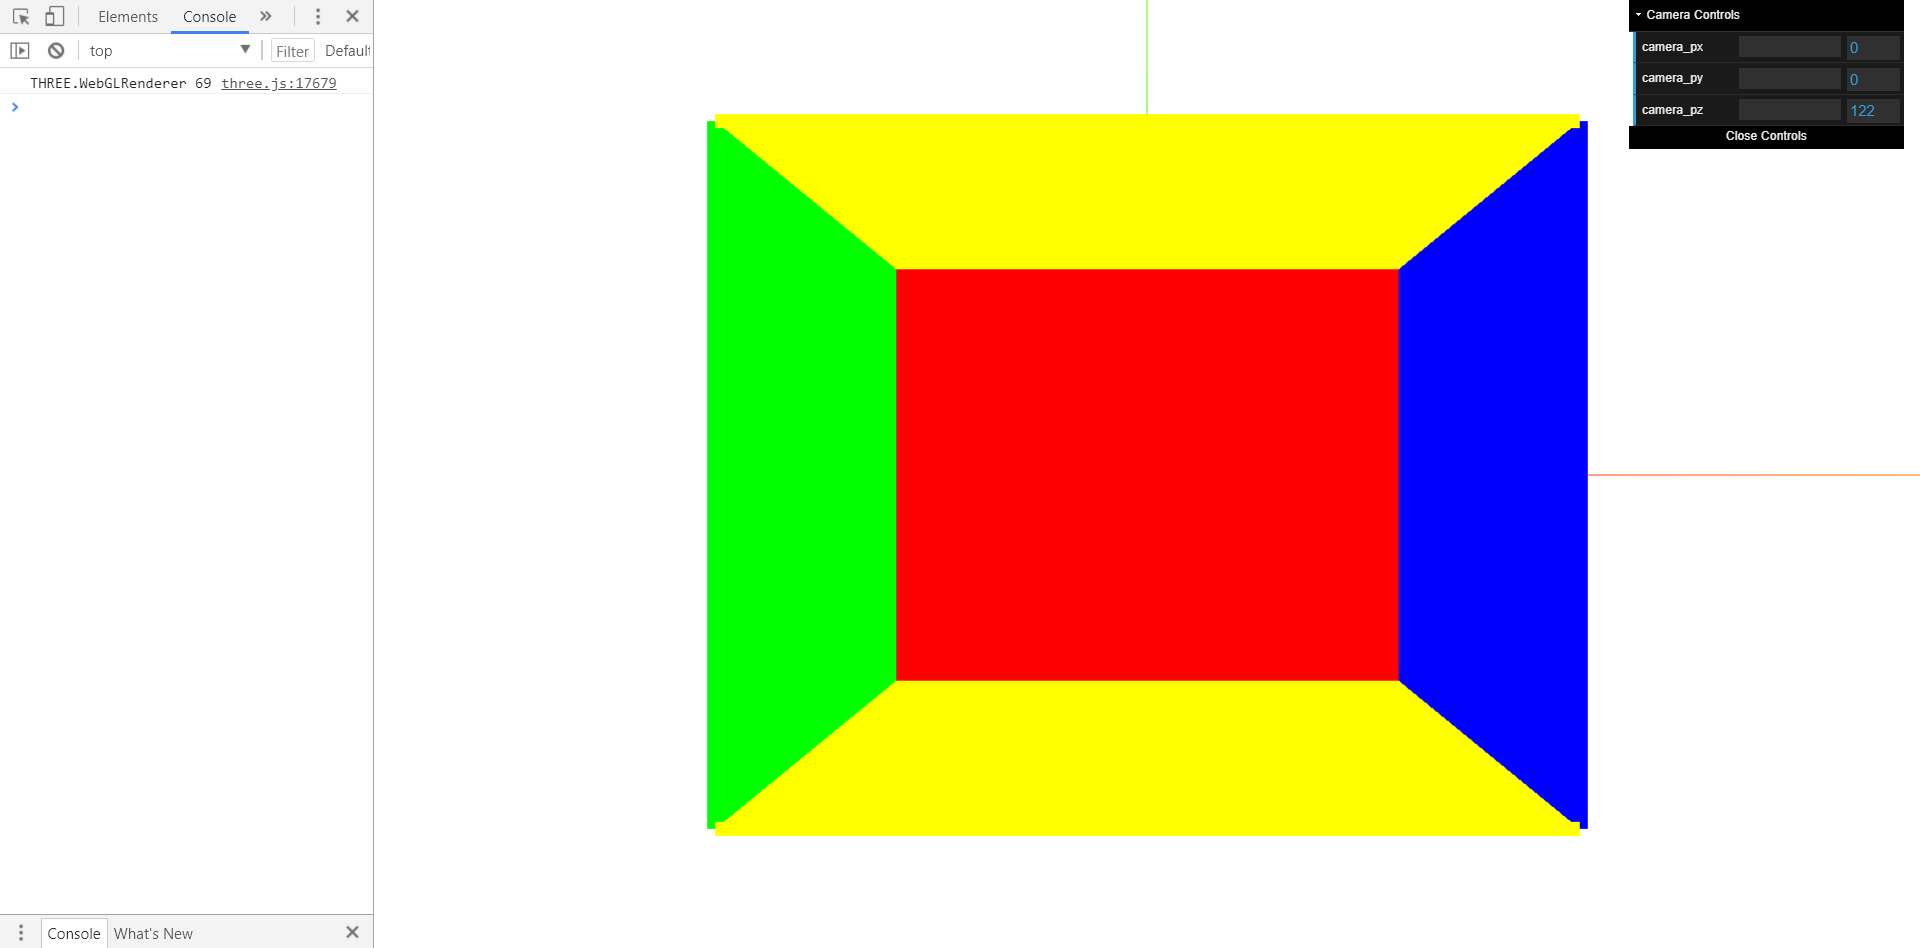 Elements Console
top Filter Default
THREE.WebGLRenderer 69 three.js:17679
Console What's New
Camera Controls
camera_px 0
camera_py 0
camera_pz 122
Close Controls